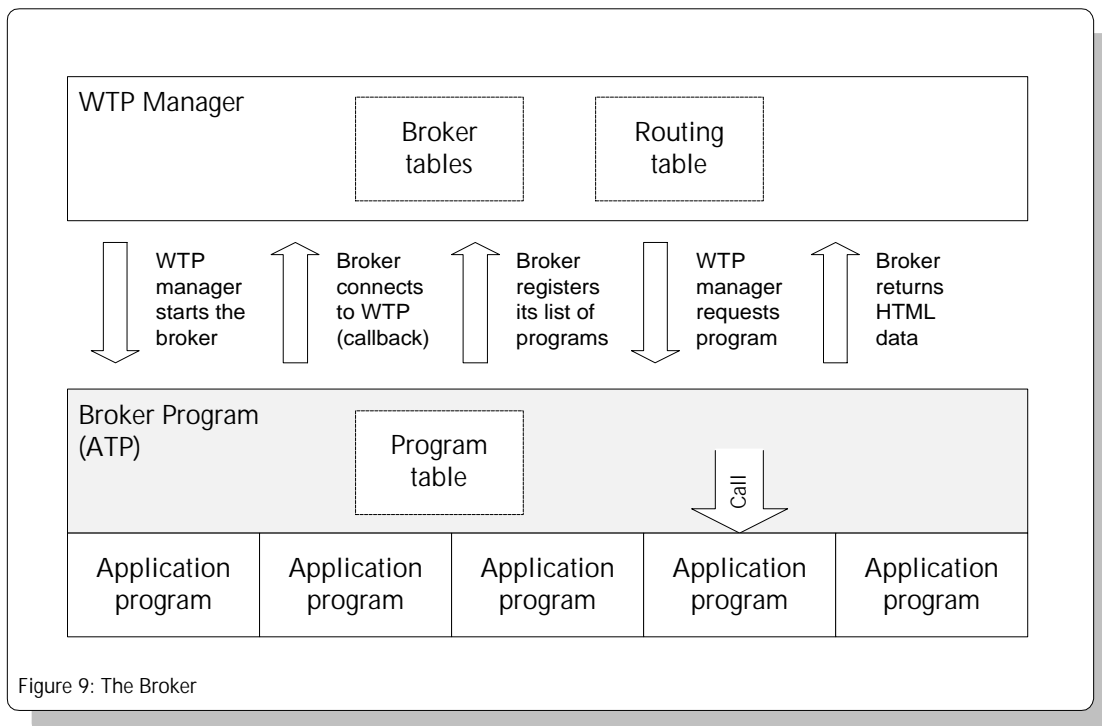 WTP Manager
Broker
tables
Routing
table
WTP
manager
starts the
broker
Broker
connects
to WTP
(callback)
Broker
registers
its list of
programs
WTP
manager
requests
program
Broker
returns
HTML
data
Broker Program
(ATP)
Program
table
Call
Application
program
Application
program
Application
program
Application
program
Application
program
Figure 9: The Broker